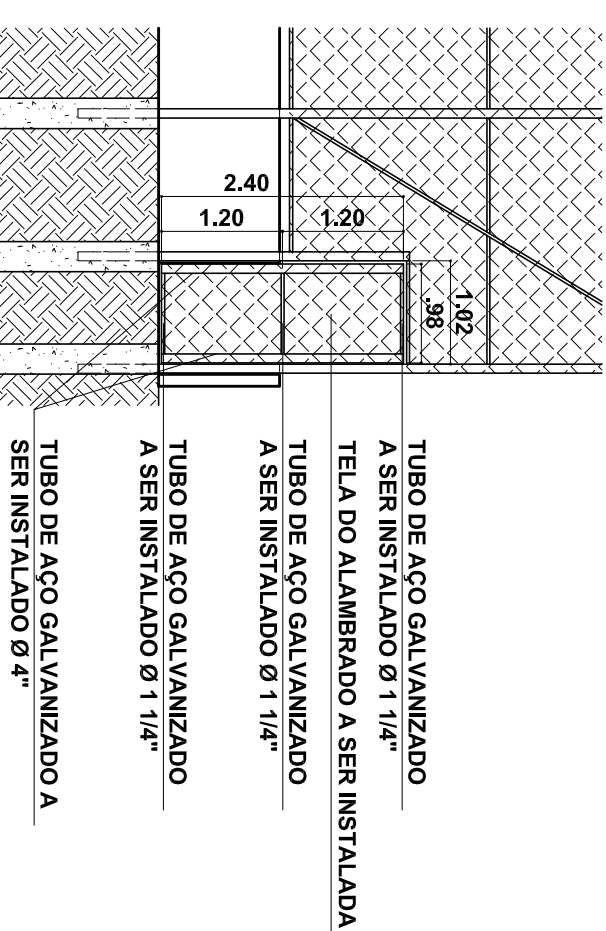 2.40
1.20
1.20
1.02
.98
TUBO DE AÇO GALVANIZADO
A SER INSTALADO Ø 1 1/4"
TELA DO ALAMBRADO A SER INSTALADA
TUBO DE AÇO GALVANIZADO
A SER INSTALADO Ø 1 1/4"
TUBO DE AÇO GALVANIZADO
A SER INSTALADO Ø 1 1/4"
TUBO DE AÇO GALVANIZADO A
SER INSTALADO Ø 4"